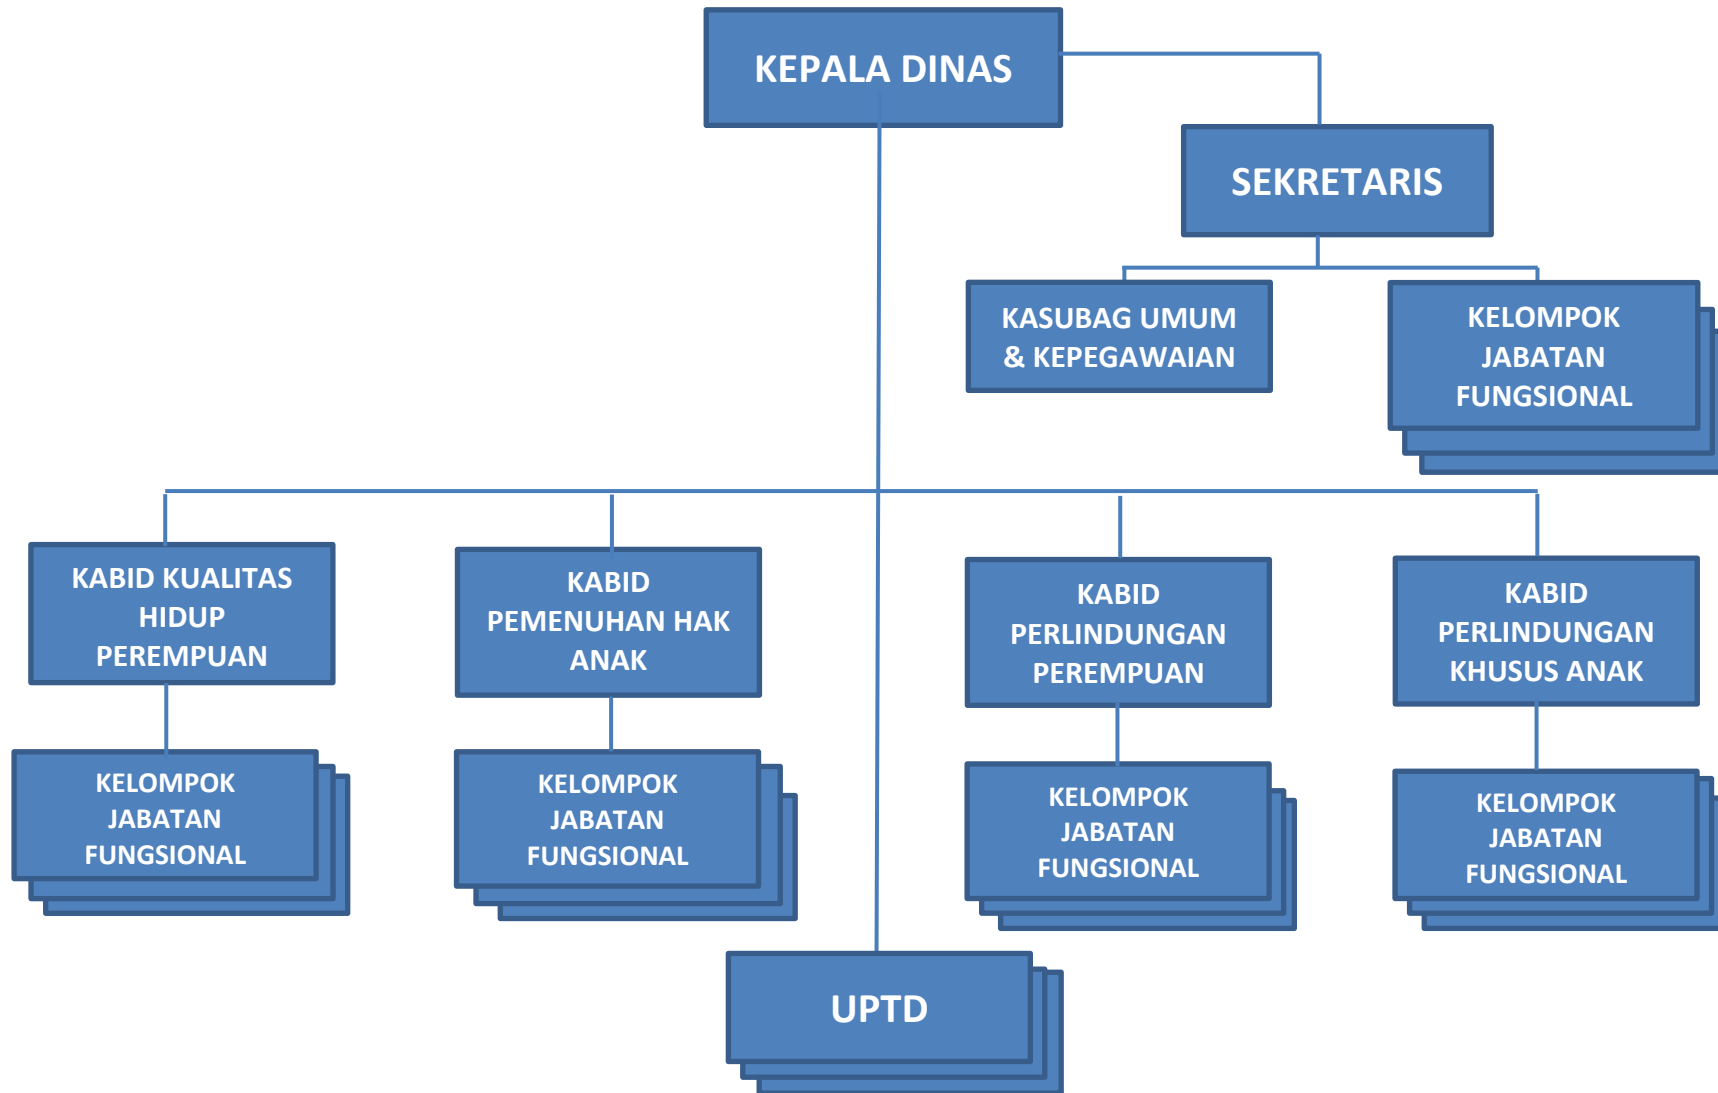 KEPALA DINAS
SEKRETARIS
KASUBAG UMUM
& KEPEGAWAIAN
KELOMPOK
JABATAN
FUNGSIONAL
KABID KUALITAS
HIDUP
PEREMPUAN
KABID
PEMENUHAN HAK
ANAK
KABID
PERLINDUNGAN
PEREMPUAN
KABID
PERLINDUNGAN
KHUSUS ANAK
KELOMPOK
JABATAN
FUNGSIONAL
KELOMPOK
JABATAN
FUNGSIONAL
KELOMPOK
JABATAN
FUNGSIONAL
KELOMPOK
JABATAN
FUNGSIONAL
UPTD